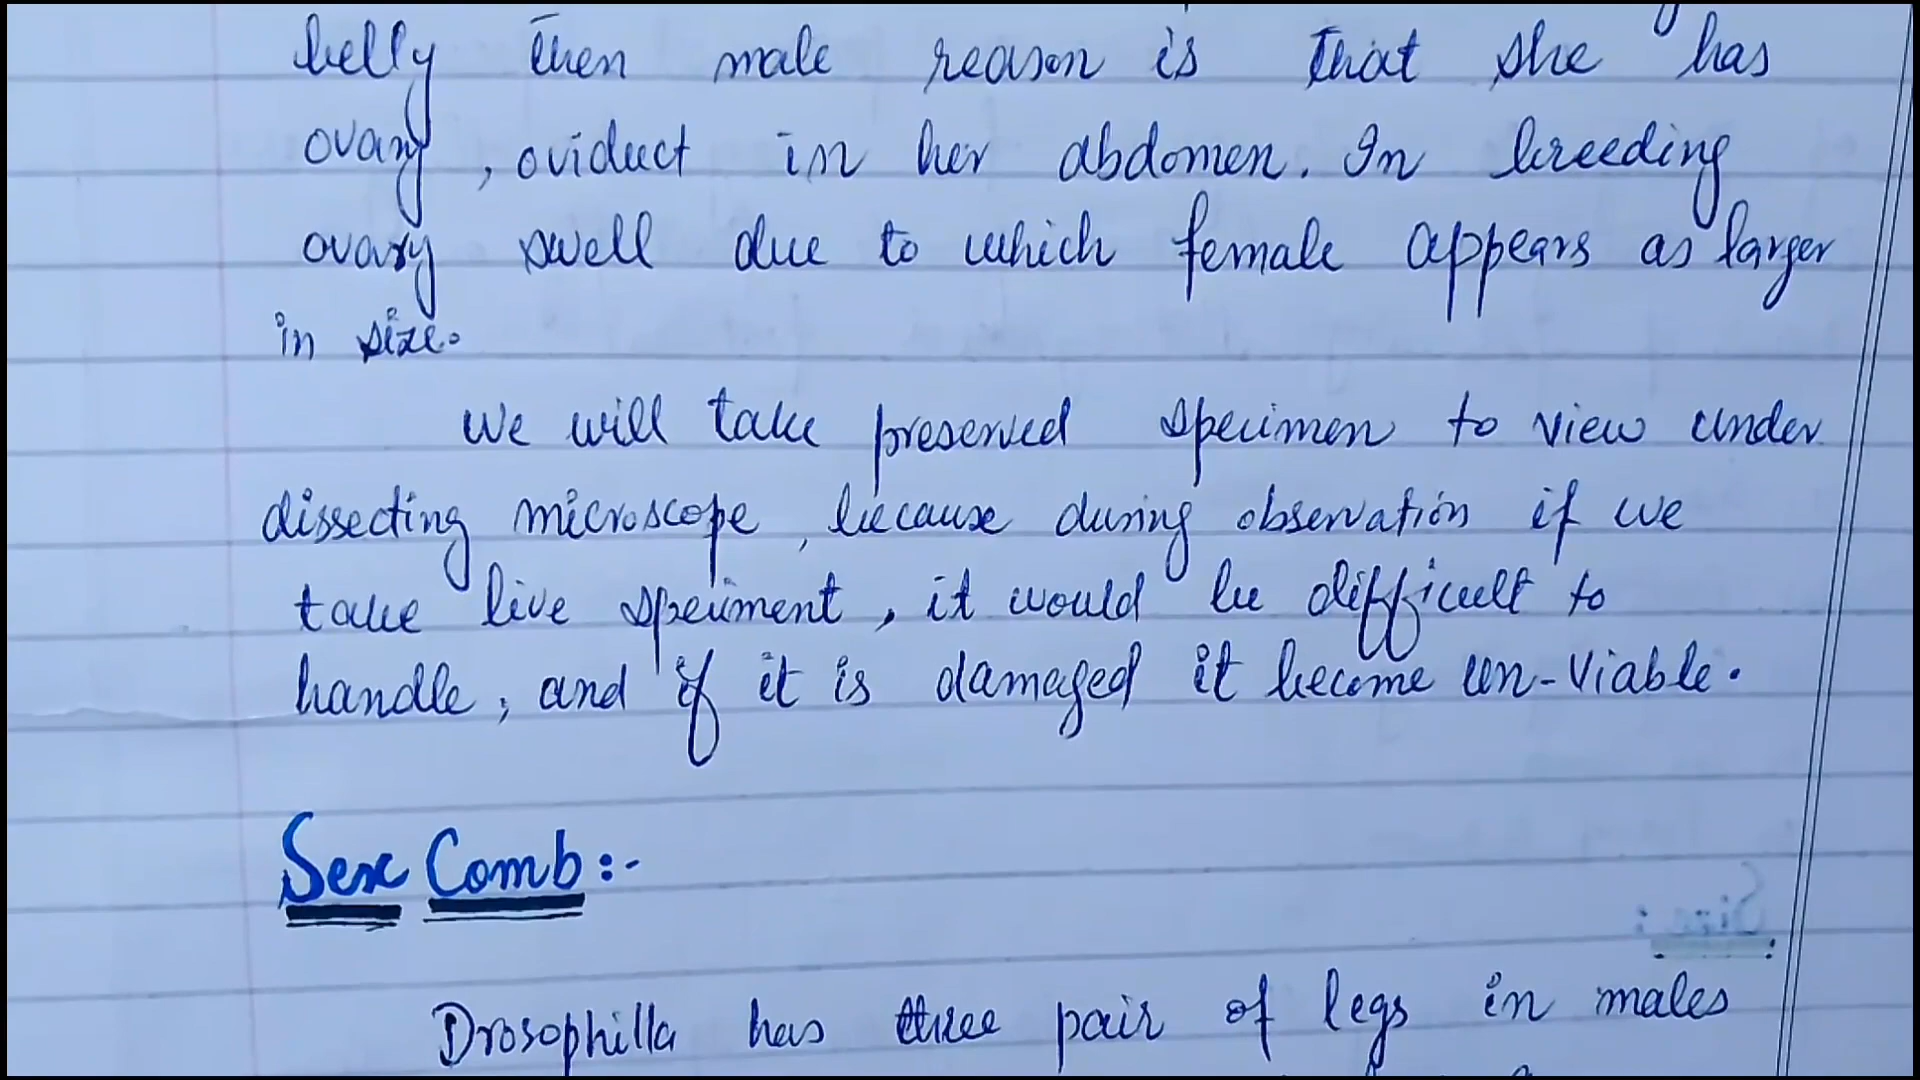 belly then male reason is that she has
ovary, oviduct in her abdomen. In breeding
ovary swell due to which female appears as larger
in size.
We will take preserved specimen to view under
dissecting microscope, because during observation if we
take live speciment, it would be difficult to
handle, and if it is damaged it become un-viable.
Sex Comb:-
Drosophilla has three pair of legs in males
Size: